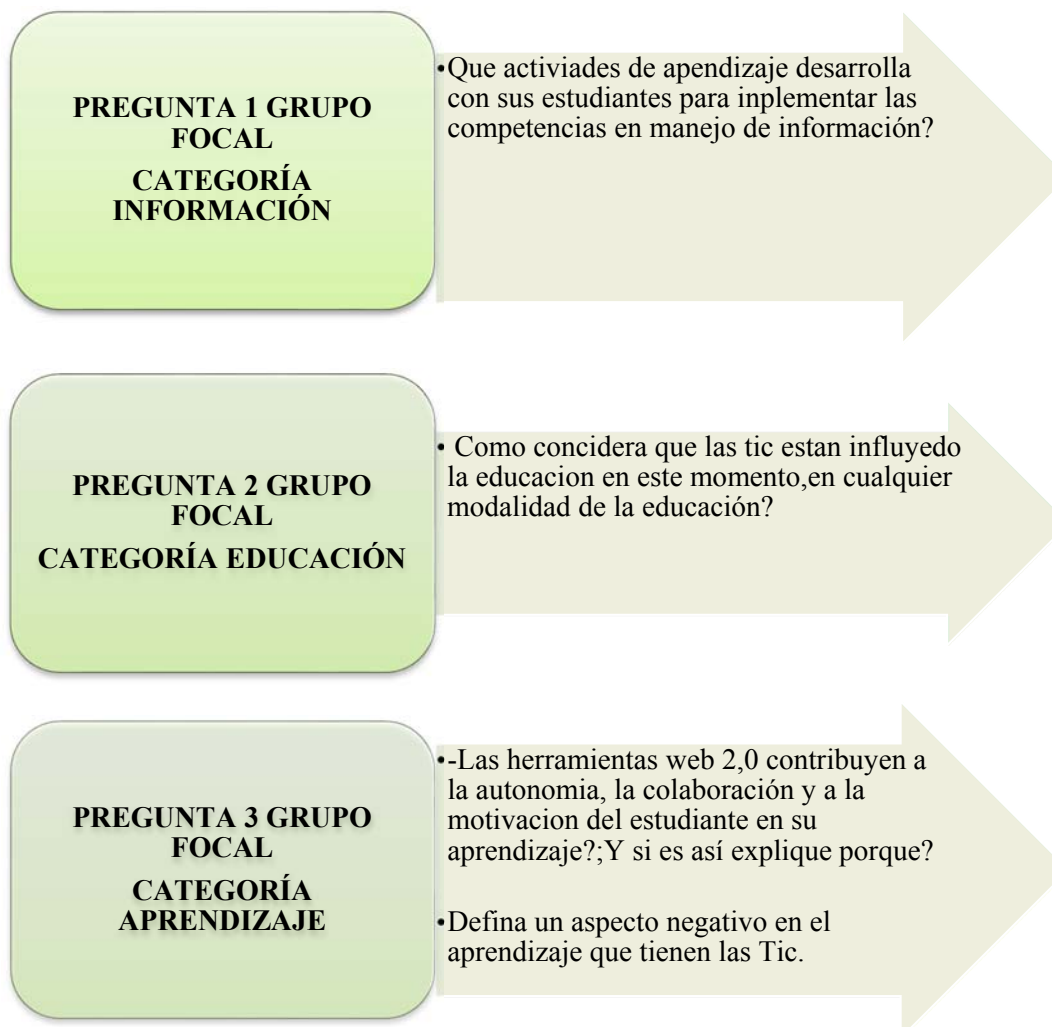 PREGUNTA 1 GRUPO
FOCAL
CATEGORÍA
INFORMACIÓN
•Que activiades de apendizaje desarrolla
con sus estudiantes para inplementar las
competencias en manejo de información?
PREGUNTA 2 GRUPO
FOCAL
CATEGORÍA EDUCACIÓN
• Como concidera que las tic estan influyedo
la educacion en este momento,en cualquier
modalidad de la educación?
PREGUNTA 3 GRUPO
FOCAL
CATEGORÍA
APRENDIZAJE
•-Las herramientas web 2,0 contribuyen a
la autonomia, la colaboración y a la
motivacion del estudiante en su
aprendizaje?;Y si es así explique porque?
•Defina un aspecto negativo en el
aprendizaje que tienen las Tic.